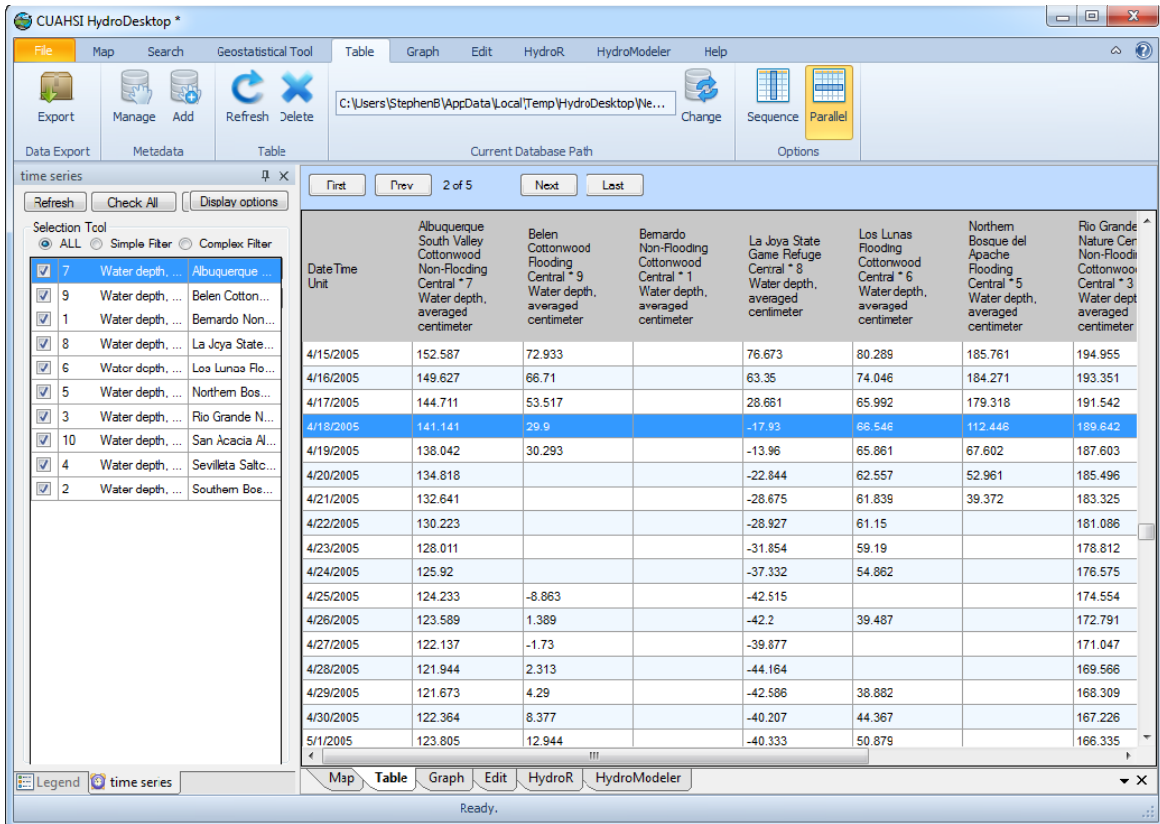 CUAHSI HydroDesktop *
File Map Search Geostatistical Tool Table Graph Edit HydroR HydroModeler Help
Export Manage Add Refresh Delete C:\Users\StephenB\AppData\Local\Temp\HydroDesktop\Ne... Change Sequence Parallel
Data Export Metadata Table Current Database Path Options
time series
Refresh Check All Display options
Selection Tool
ALL Simple Filter Complex Filter
7 Water depth, ... Albuquerque ...
9 Water depth, ... Belen Cotton...
1 Water depth, ... Bernardo Non...
8 Water depth, ... La Joya State...
6 Water depth, ... Los Lunas Flo...
5 Water depth, ... Northern Bos...
3 Water depth, ... Rio Grande N...
10 Water depth, ... San Acacia Al...
4 Water depth, ... Sevilleta Saltc...
2 Water depth, ... Southern Bos...
Legend time series
First Prev 2 of 5 Next Last
DateTime
Unit
Albuquerque
South Valley
Cottonwood
Non-Flooding
Central * 7
Water depth,
averaged
centimeter
Belen
Cottonwood
Flooding
Central * 9
Water depth,
averaged
centimeter
Bernardo
Non-Flooding
Cottonwood
Central * 1
Water depth,
averaged
centimeter
La Joya State
Game Refuge
Central * 8
Water depth,
averaged
centimeter
Los Lunas
Flooding
Cottonwood
Central * 6
Water depth,
averaged
centimeter
Northern
Bosque del
Apache
Flooding
Central * 5
Water depth,
averaged
centimeter
Rio Grande
Nature Cen
Non-Floodi
Cottonwoo
Central * 3
Water dept
averaged
centimeter
4/15/2005 152.587 72.933 76.673 80.289 185.761 194.955
4/16/2005 149.627 66.71 63.35 74.046 184.271 193.351
4/17/2005 144.711 53.517 28.661 65.992 179.318 191.542
4/18/2005 141.141 29.9 -17.93 66.546 112.446 189.642
4/19/2005 138.042 30.293 -13.96 65.861 67.602 187.603
4/20/2005 134.818 -22.844 62.557 52.961 185.496
4/21/2005 132.641 -28.675 61.839 39.372 183.325
4/22/2005 130.223 -28.927 61.15 181.086
4/23/2005 128.011 -31.854 59.19 178.812
4/24/2005 125.92 -37.332 54.862 176.575
4/25/2005 124.233 -8.863 -42.515 174.554
4/26/2005 123.589 1.389 -42.2 39.487 172.791
4/27/2005 122.137 -1.73 -39.877 171.047
4/28/2005 121.944 2.313 -44.164 169.566
4/29/2005 121.673 4.29 -42.586 38.882 168.309
4/30/2005 122.364 8.377 -40.207 44.367 167.226
5/1/2005 123.805 12.944 -40.333 50.879 166.335
Map Table Graph Edit HydroR HydroModeler
Ready.